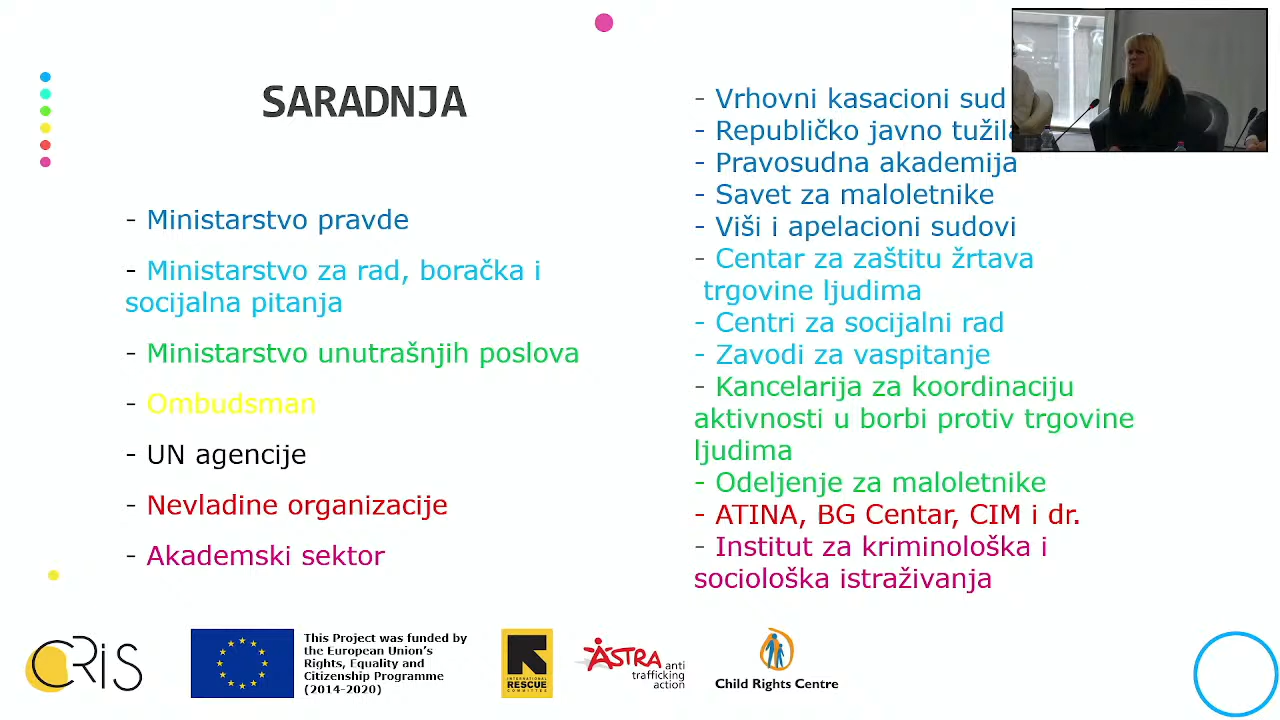 SARADNJA
- Ministarstvo pravde
- Ministarstvo za rad, boračka i
socijalna pitanja
- Ministarstvo unutrašnjih poslova
- Ombudsman
- UN agencije
- Nevladine organizacije
- Akademski sektor
- Vrhovni kasacioni sud
- Republičko javno
- Pravosudna akademija
- Savet za maloletnike
- Viši i apelacioni sudovi
- Centar za zaštitu žrtava
trgovine ljudima
- Centri za socijalni rad
- Zavodi za vaspitanje
- Kancelarija za koordinaciju
aktivnosti u borbi protiv trgovine
ljudima
- Odeljenje za maloletnike
- ATINA, BG Centar, CIM i dr.
- Institut za kriminološka i
sociološka istraživanja
CRiS
This Project was funded by
the European Union’s
Rights, Equality and
Citizenship Programme
(2014-2020)
INTERNATIONAL
RESCUE
COMMITTEE
ASTRA anti
trafficking
action
Child Rights Centre